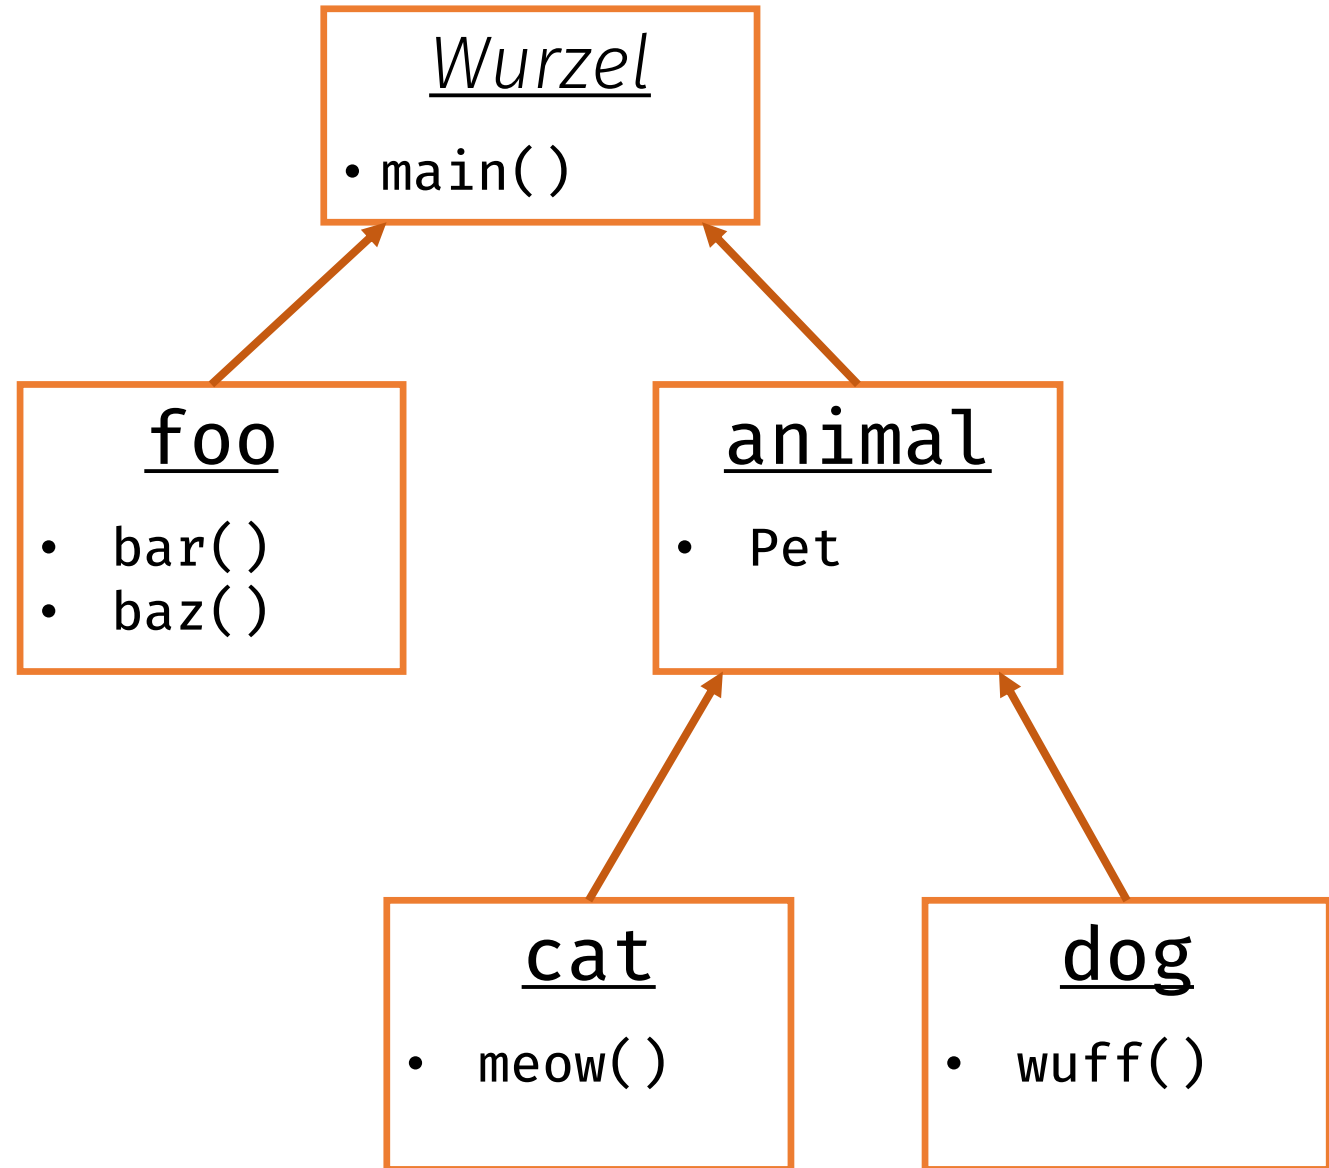 Wurzel
• main()
foo
• bar()
• baz()
animal
• Pet
cat
• meow()
dog
• wuff()